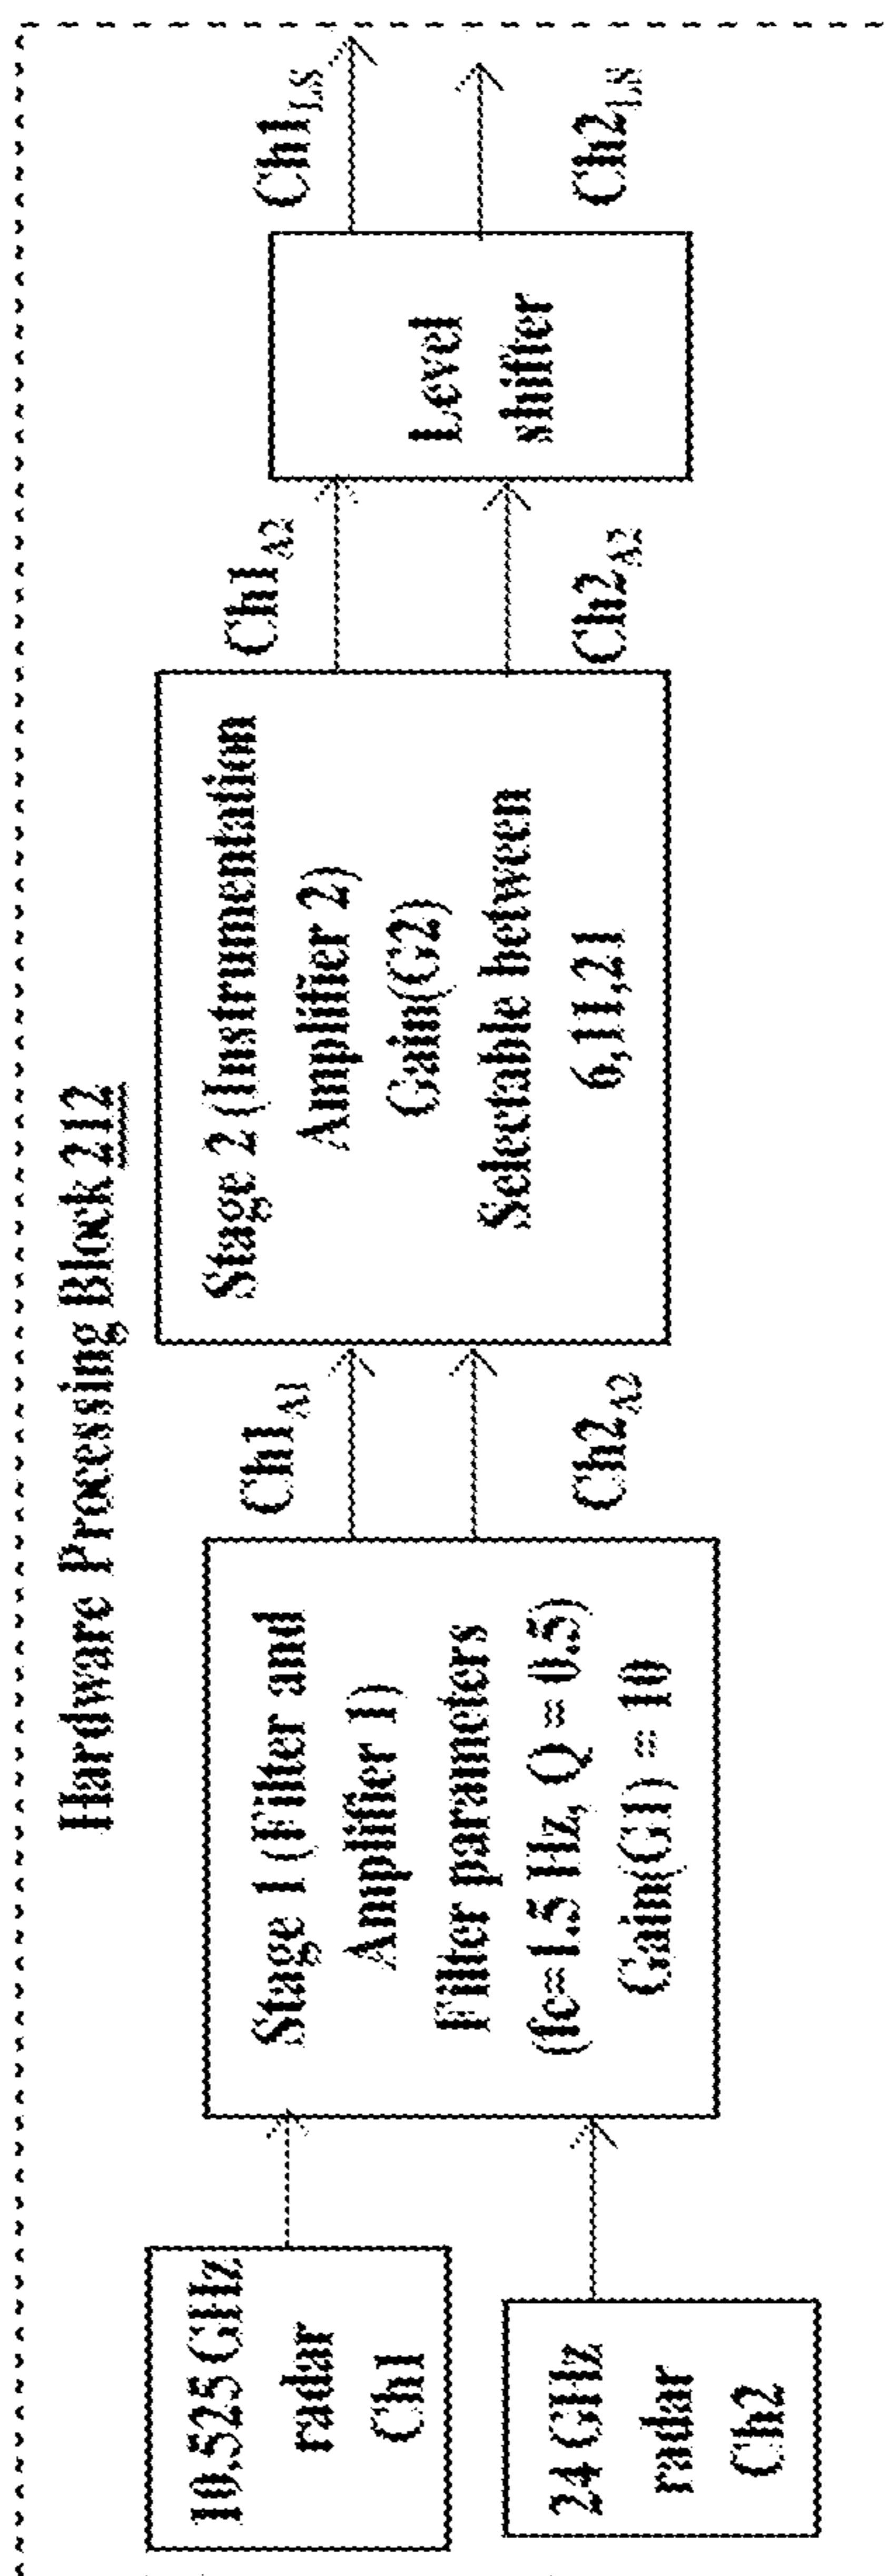 Hardware Processing Block 212
10,525 GHz
radar
Ch1
24 GHz
radar
Ch2
Stage 1 (Filter and
Amplifier 1)
Filter parameters
(fc=1.5 Hz, Q = 0.5)
Gain(G1) = 10
Ch1A1
Ch2A2
Stage 2 (Instrumentation
Amplifier 2)
Gain(G2)
Selectable between
6,11,21
Ch1A2
Ch2A2
Level
shifter
Ch1LS
Ch2LS